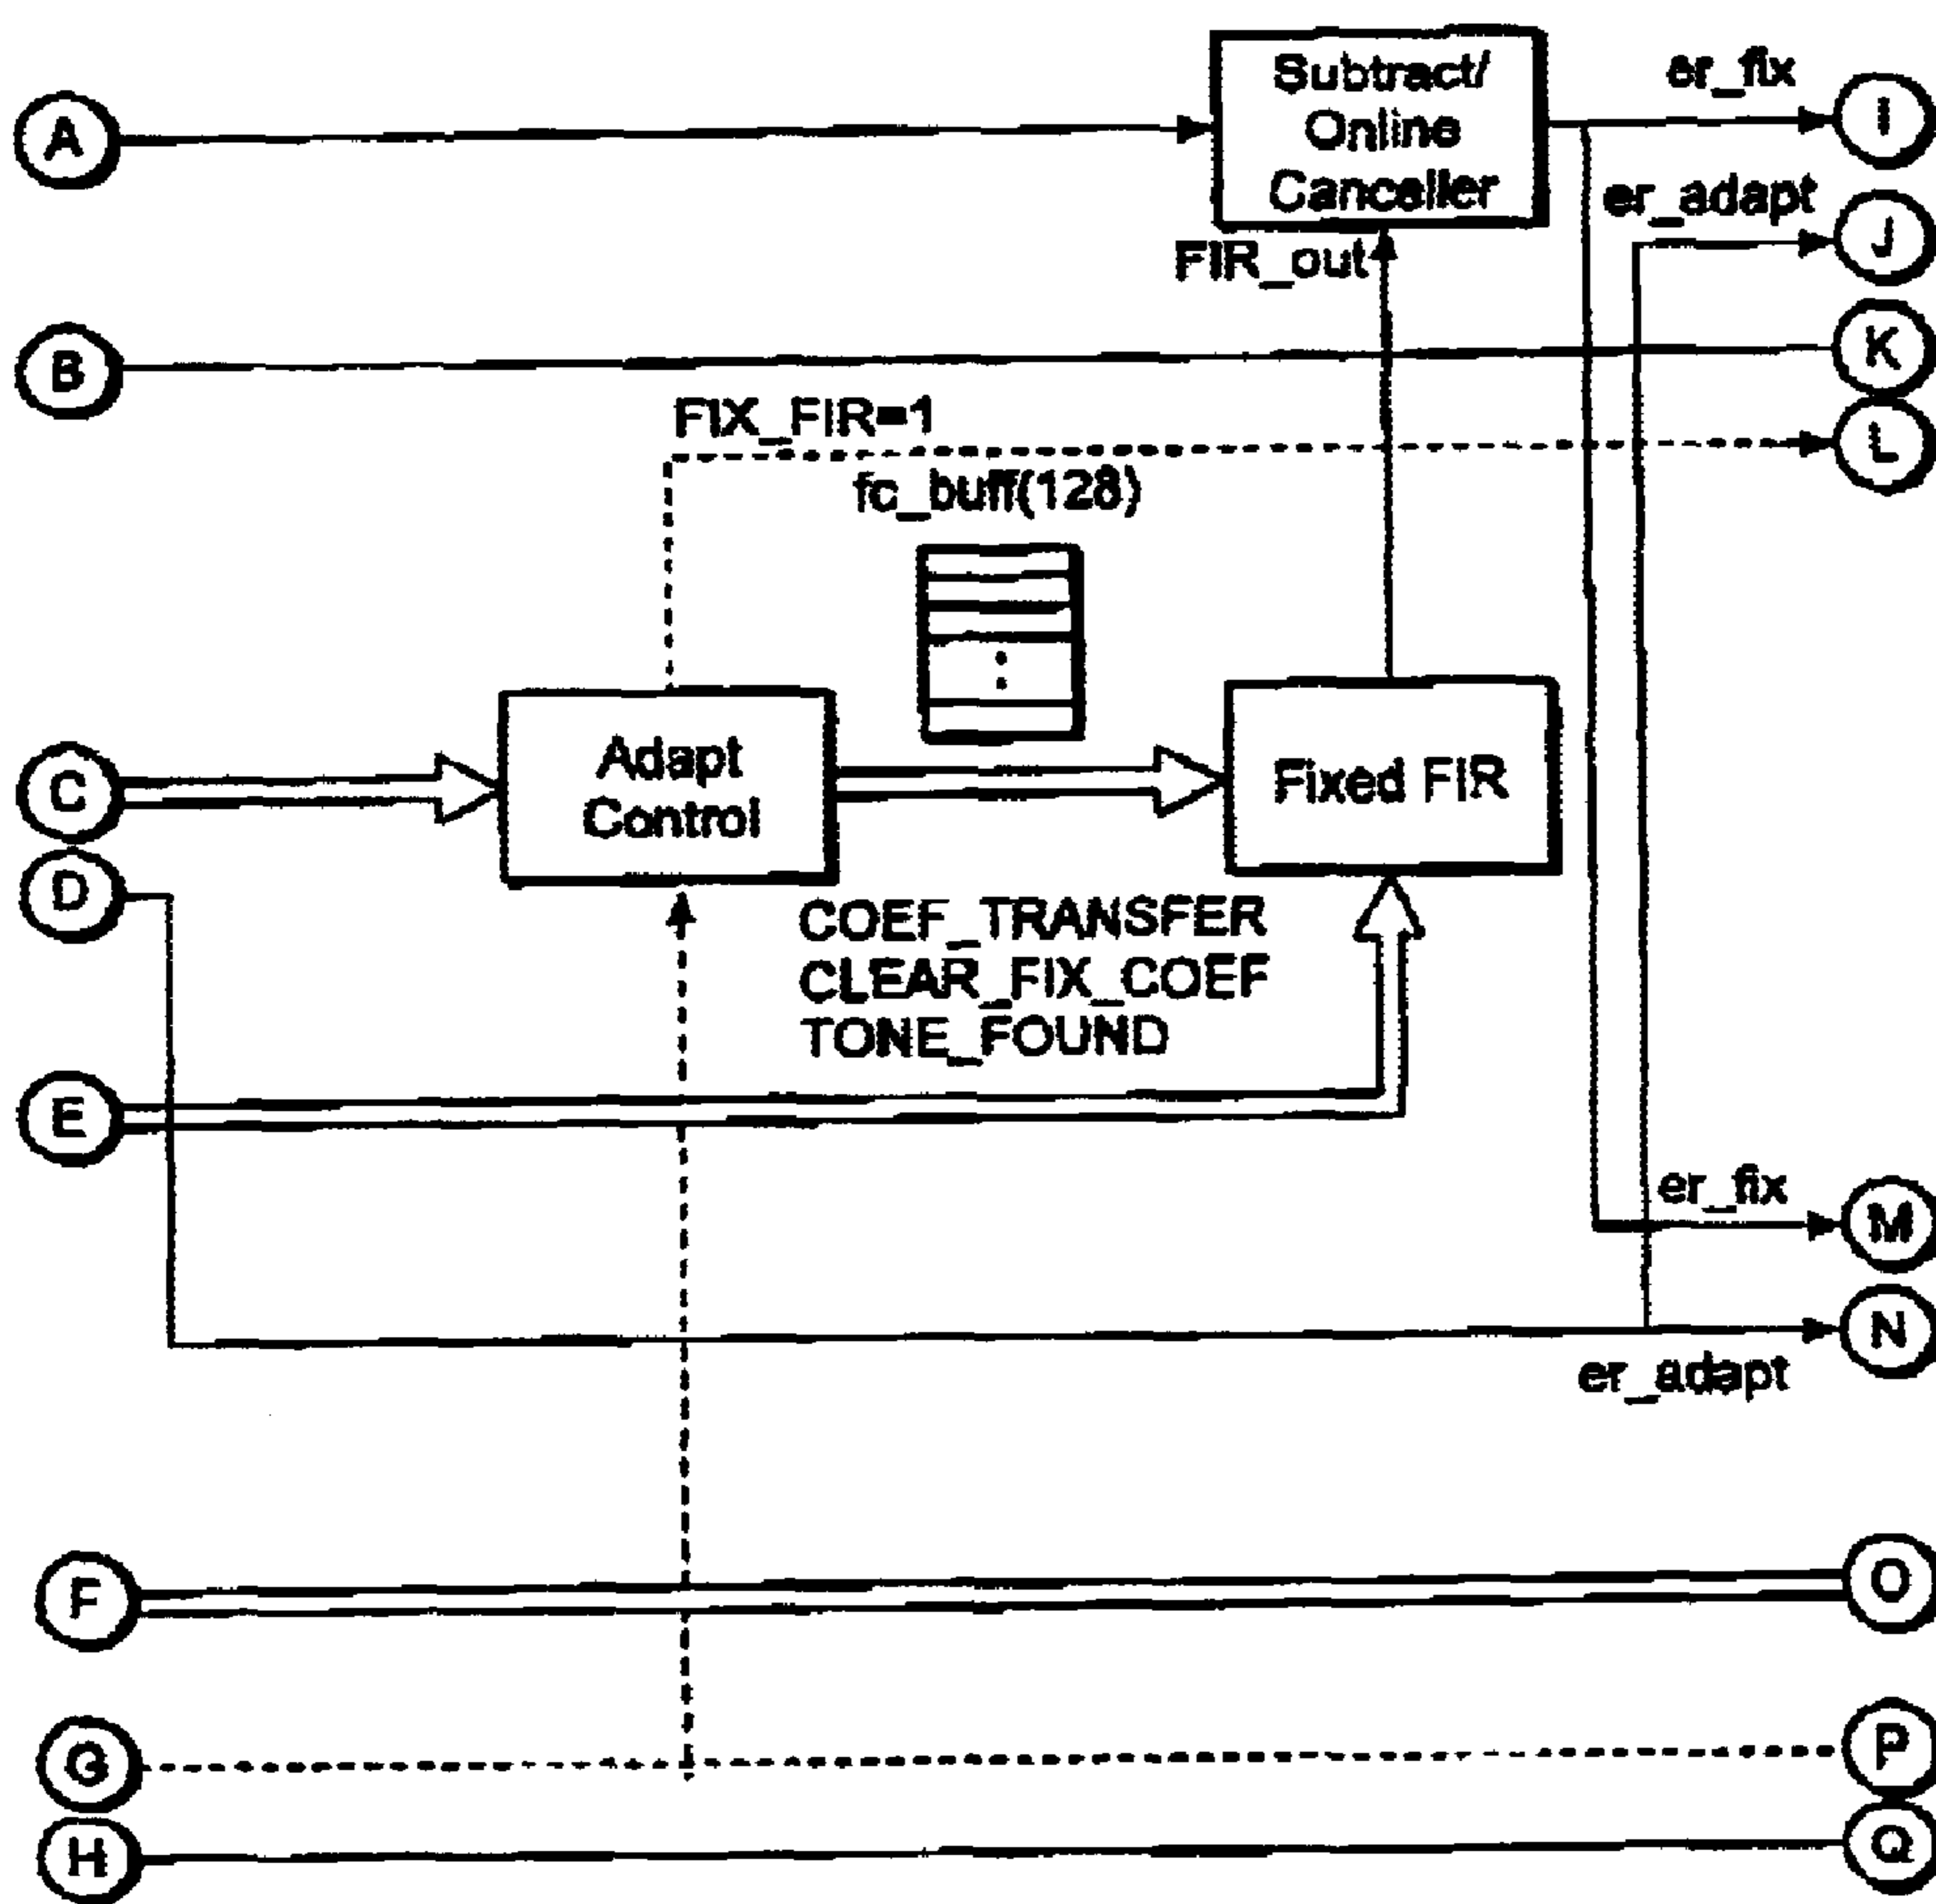 Subtract/
Online
Canceller
er_fix
A
I
er_adapt
J
FIR_out
B
K
FIX_FIR=1
L
fc_buff(128)
Adapt
Control
Fixed FIR
C
D
COEF_TRANSFER
CLEAR_FIX_COEF
TONE_FOUND
E
er_fix
M
N
er_adapt
F
O
G
P
H
Q